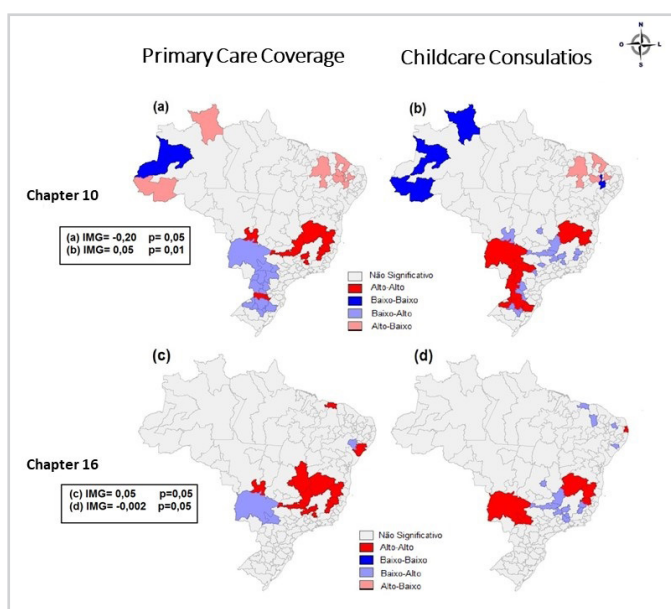 Primary Care Coverage
Childcare Consulatios
N
O
L
S
(a)
(b)
Chapter 10
(a) IMG= -0,20 p= 0,05
(b) IMG= 0,05 p= 0,01
Não Significativo
Alto-Alto
Baixo-Baixo
Baixo-Alto
Alto-Baixo
(c)
(d)
Chapter 16
(c) IMG= 0,05 p=0,05
(d) IMG= -0,002 p=0,05
Não Significativo
Alto-Alto
Baixo-Baixo
Baixo-Alto
Alto-Baixo